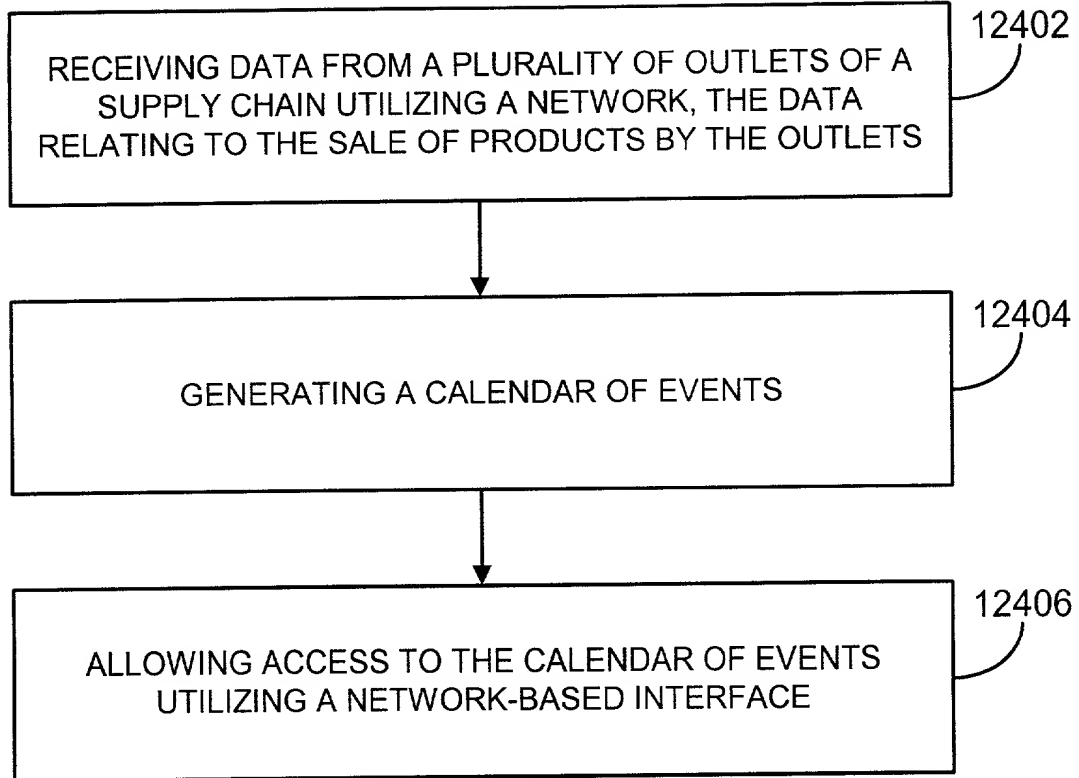 12402
RECEIVING DATA FROM A PLURALITY OF OUTLETS OF A
SUPPLY CHAIN UTILIZING A NETWORK, THE DATA
RELATING TO THE SALE OF PRODUCTS BY THE OUTLETS
12404
GENERATING A CALENDAR OF EVENTS
12406
ALLOWING ACCESS TO THE CALENDAR OF EVENTS
UTILIZING A NETWORK-BASED INTERFACE